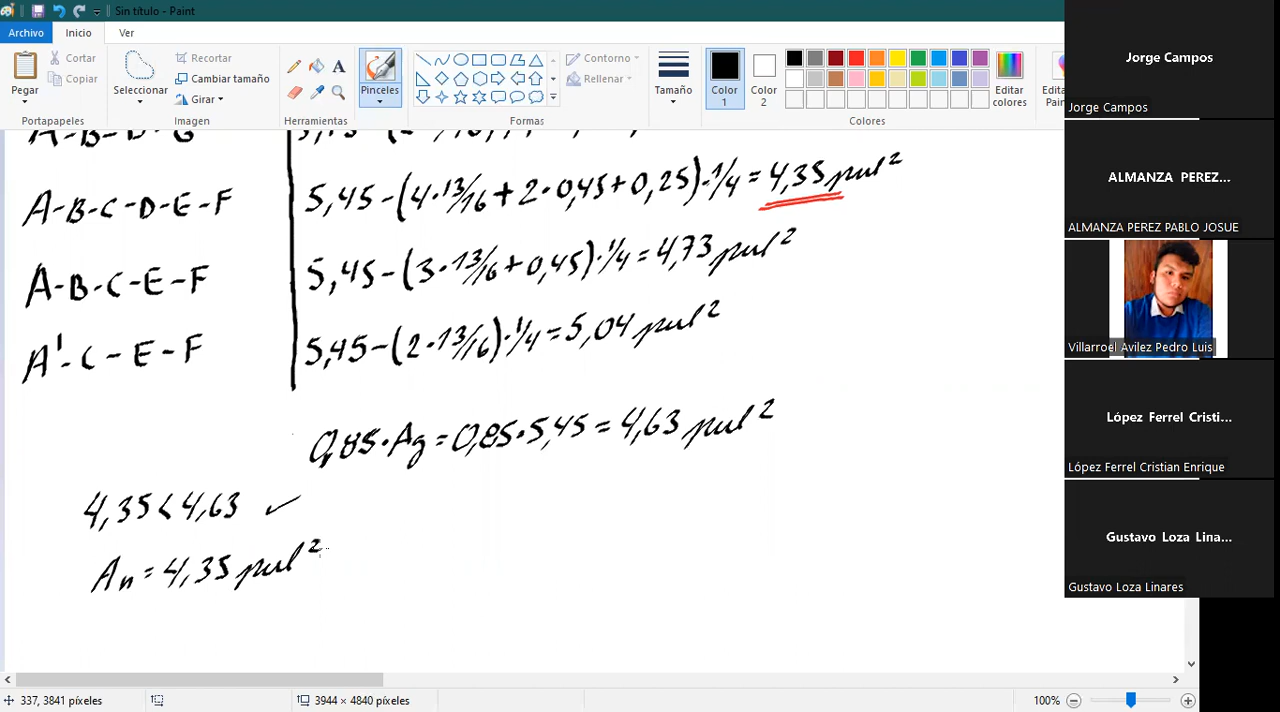 Sin título - Paint
Archivo Inicio Ver
Pegar
Cortar
Copiar
Portapapeles
Seleccionar
Recortar
Cambiar tamaño
Girar
Imagen
A
Herramientas
Pinceles
Contorno
Rellenar
Formas
Tamaño
Color 1
Color 2
Editar colores
Colores
Editar
A-B-C-D-E-F 5,45-(4·13/16+2·0,45+0,25)·1/4=4,35 pul²
A-B-C-E-F 5,45-(3·13/16+0,45)·1/4=4,73 pul²
A'-C-E-F 5,45-(2·13/16)·1/4=5,04 pul²
0,85·Ag=0,85·5,45=4,63 pul²
4,35<4,63 ✓
An=4,35 pul²
Jorge Campos
Jorge Campos
ALMANZA PEREZ...
ALMANZA PEREZ PABLO JOSUE
Villarroel Avilez Pedro Luis
López Ferrel Cristi...
López Ferrel Cristian Enrique
Gustavo Loza Lina...
Gustavo Loza Linares
337, 3841 píxeles
3944 × 4840 píxeles
100%